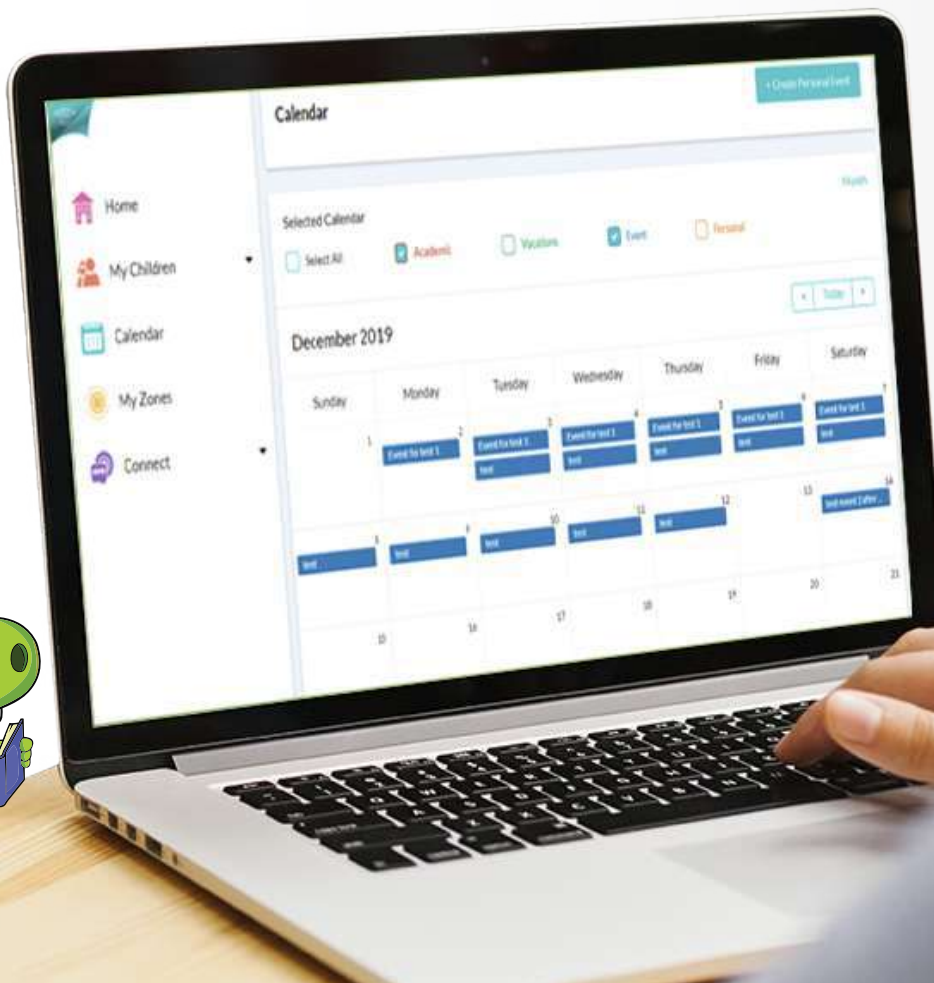 Calendar
+ Create Personal Event
Home
My Children
Calendar
My Zones
Connect
Selected Calendar
Month
Select All
Academic
Vacations
Event
Personal
Today
December 2019
Sunday
Monday
Tuesday
Wednesday
Thursday
Friday
Saturday
1
2
3
4
5
6
7
Event for test 1
Event for test 1
Event for test 1
Event for test 1
Event for test 1
Event for test 1
test
test
test
test
test
8
9
10
11
12
13
14
test
test
test
test
test
15
16
17
18
19
20
21